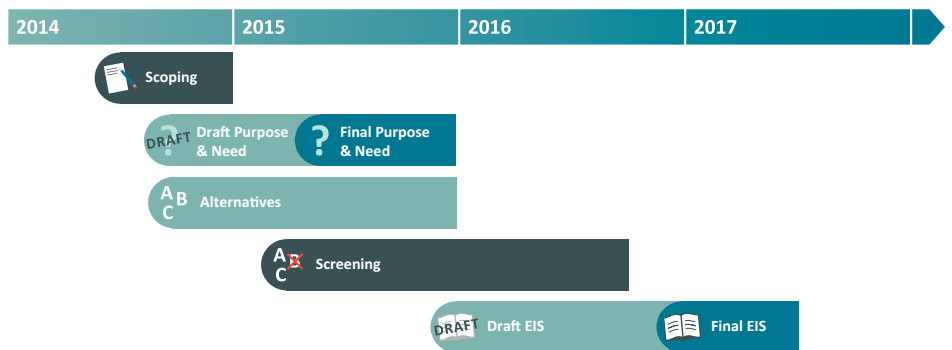 2014 2015 2016 2017
Scoping
DRAFT ? Draft Purpose & Need
? Final Purpose & Need
A B C Alternatives
A B C Screening
DRAFT Draft EIS
Final EIS